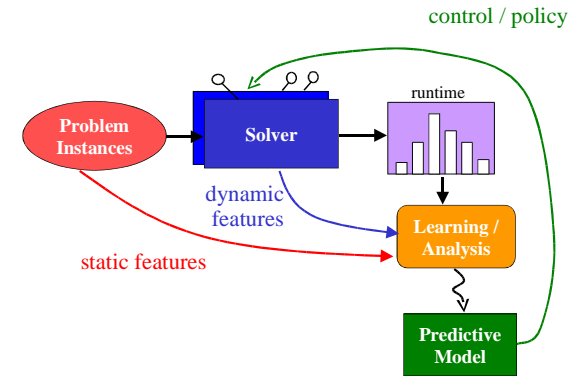 control / policy
runtime
Problem
Instances
Solver
dynamic
features
static features
Learning /
Analysis
Predictive
Model